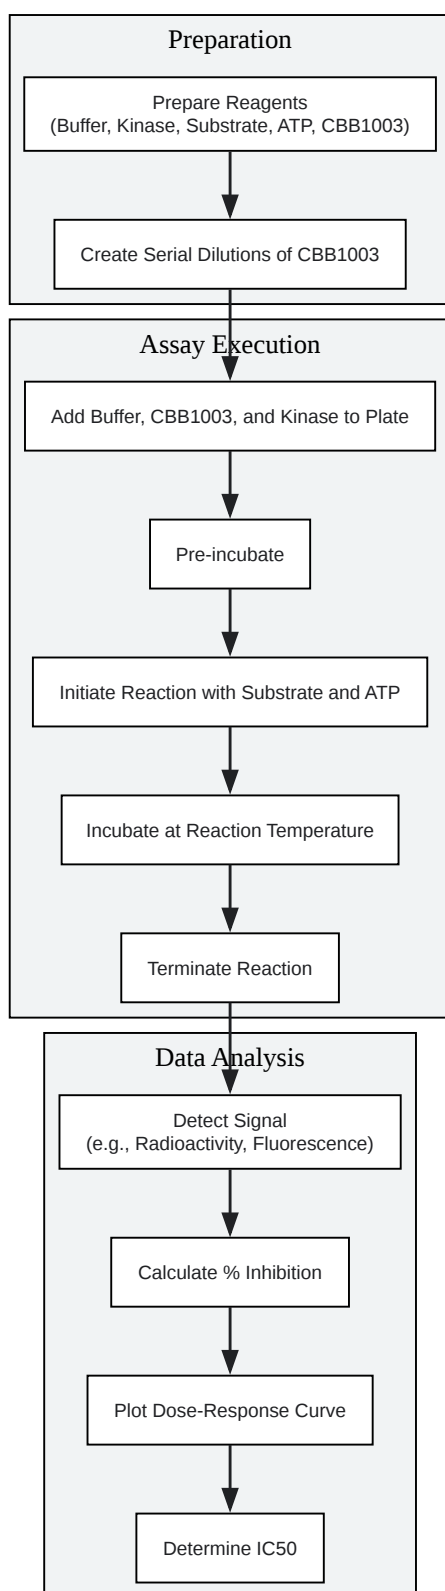 Preparation
Prepare Reagents
(Buffer, Kinase, Substrate, ATP, CBB1003)
Create Serial Dilutions of CBB1003
Assay Execution
Add Buffer, CBB1003, and Kinase to Plate
Pre-incubate
Initiate Reaction with Substrate and ATP
Incubate at Reaction Temperature
Terminate Reaction
Data Analysis
Detect Signal
(e.g., Radioactivity, Fluorescence)
Calculate % Inhibition
Plot Dose-Response Curve
Determine IC50